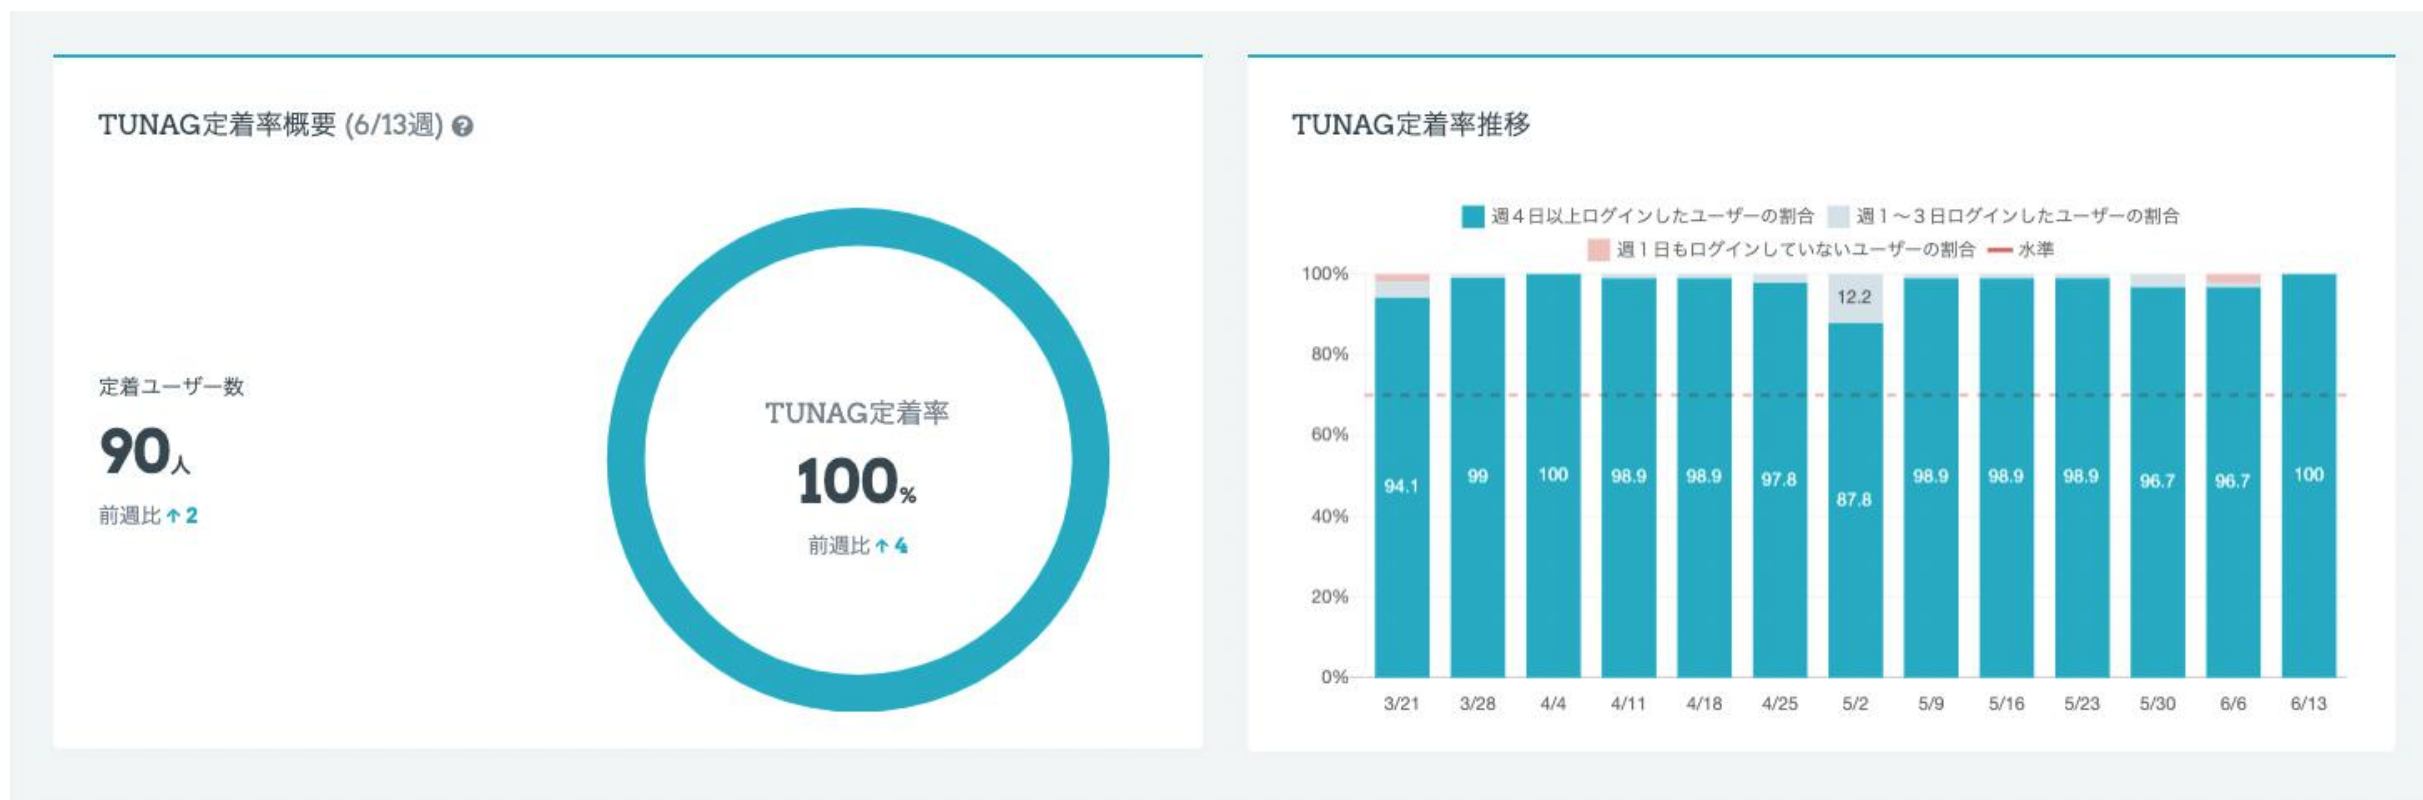 TUNAG定着率概要 (6/13週) ?
定着ユーザー数
90人
前週比↑2
TUNAG定着率
100%
前週比↑4
TUNAG定着率推移
週4日以上ログインしたユーザーの割合 週1〜3日ログインしたユーザーの割合
週1日もログインしていないユーザーの割合 水準
100%
80%
60%
40%
20%
0%
12.2
94.1 99 100 98.9 98.9 97.8 87.8 98.9 98.9 98.9 96.7 96.7 100
3/21 3/28 4/4 4/11 4/18 4/25 5/2 5/9 5/16 5/23 5/30 6/6 6/13